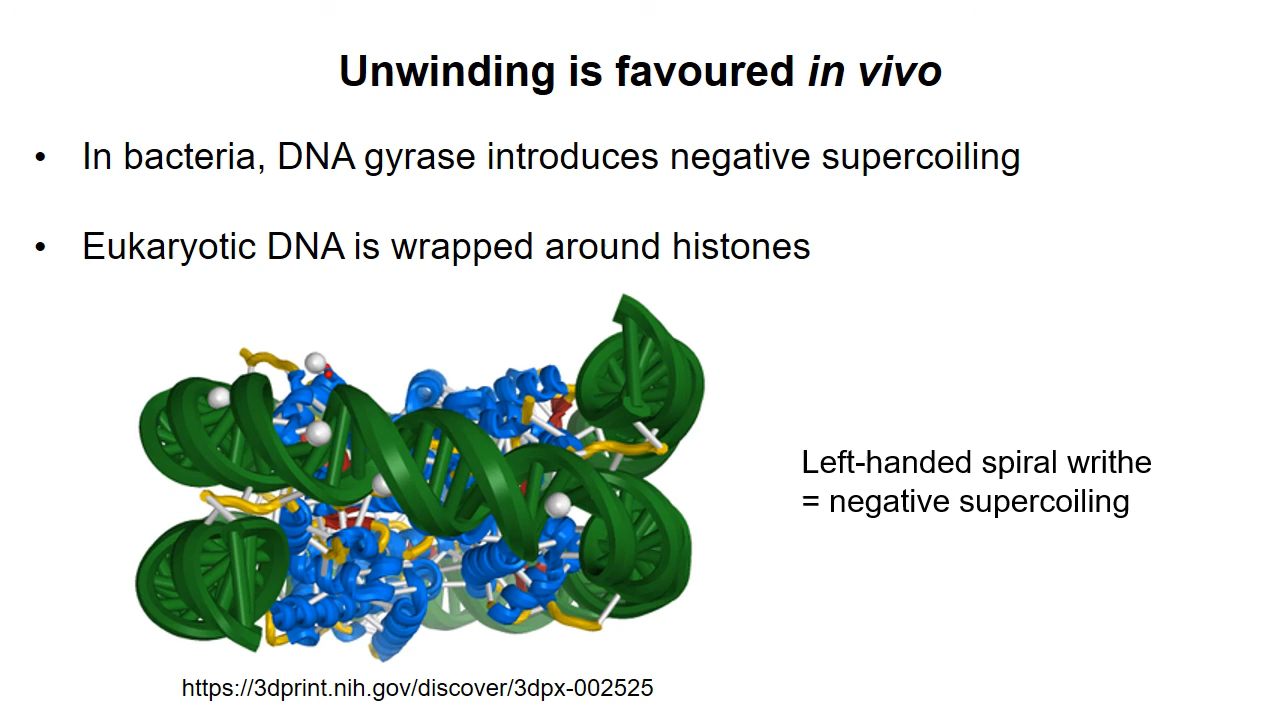 Unwinding is favoured in vivo
• In bacteria, DNA gyrase introduces negative supercoiling
• Eukaryotic DNA is wrapped around histones
Left-handed spiral writhe
= negative supercoiling
https://3dprint.nih.gov/discover/3dpx-002525